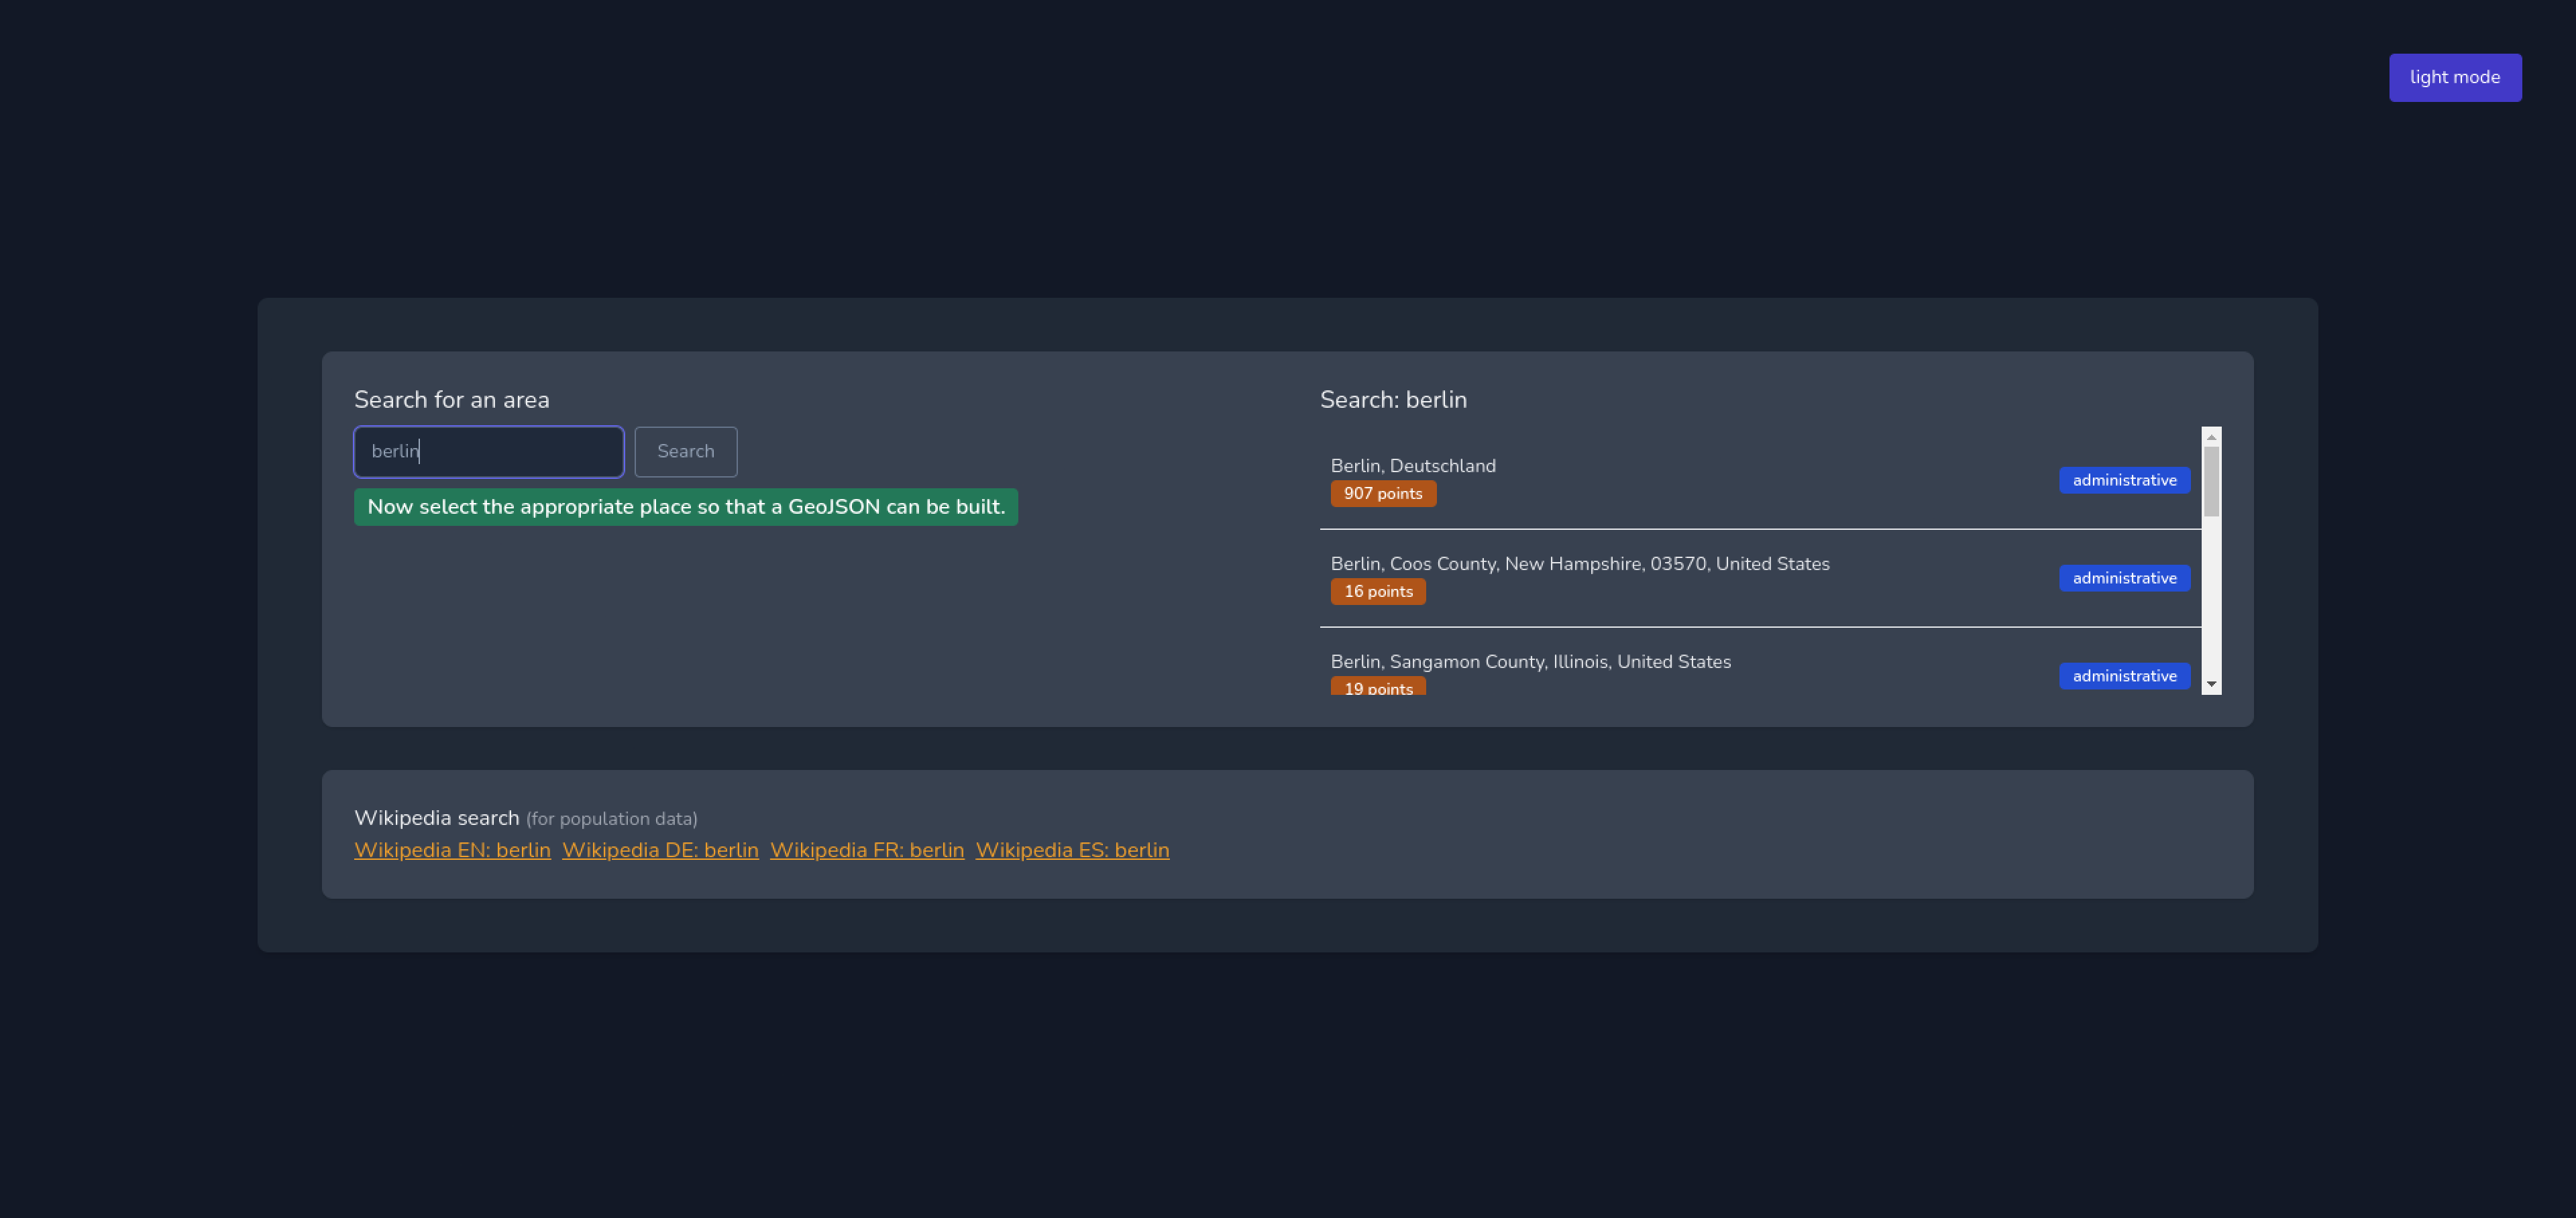 light mode
Search for an area
berlin
Search
Now select the appropriate place so that a GeoJSON can be built.
Search: berlin
Berlin, Deutschland
907 points
administrative
Berlin, Coos County, New Hampshire, 03570, United States
16 points
administrative
Berlin, Sangamon County, Illinois, United States
19 points
administrative
Wikipedia search (for population data)
Wikipedia EN: berlin Wikipedia DE: berlin Wikipedia FR: berlin Wikipedia ES: berlin